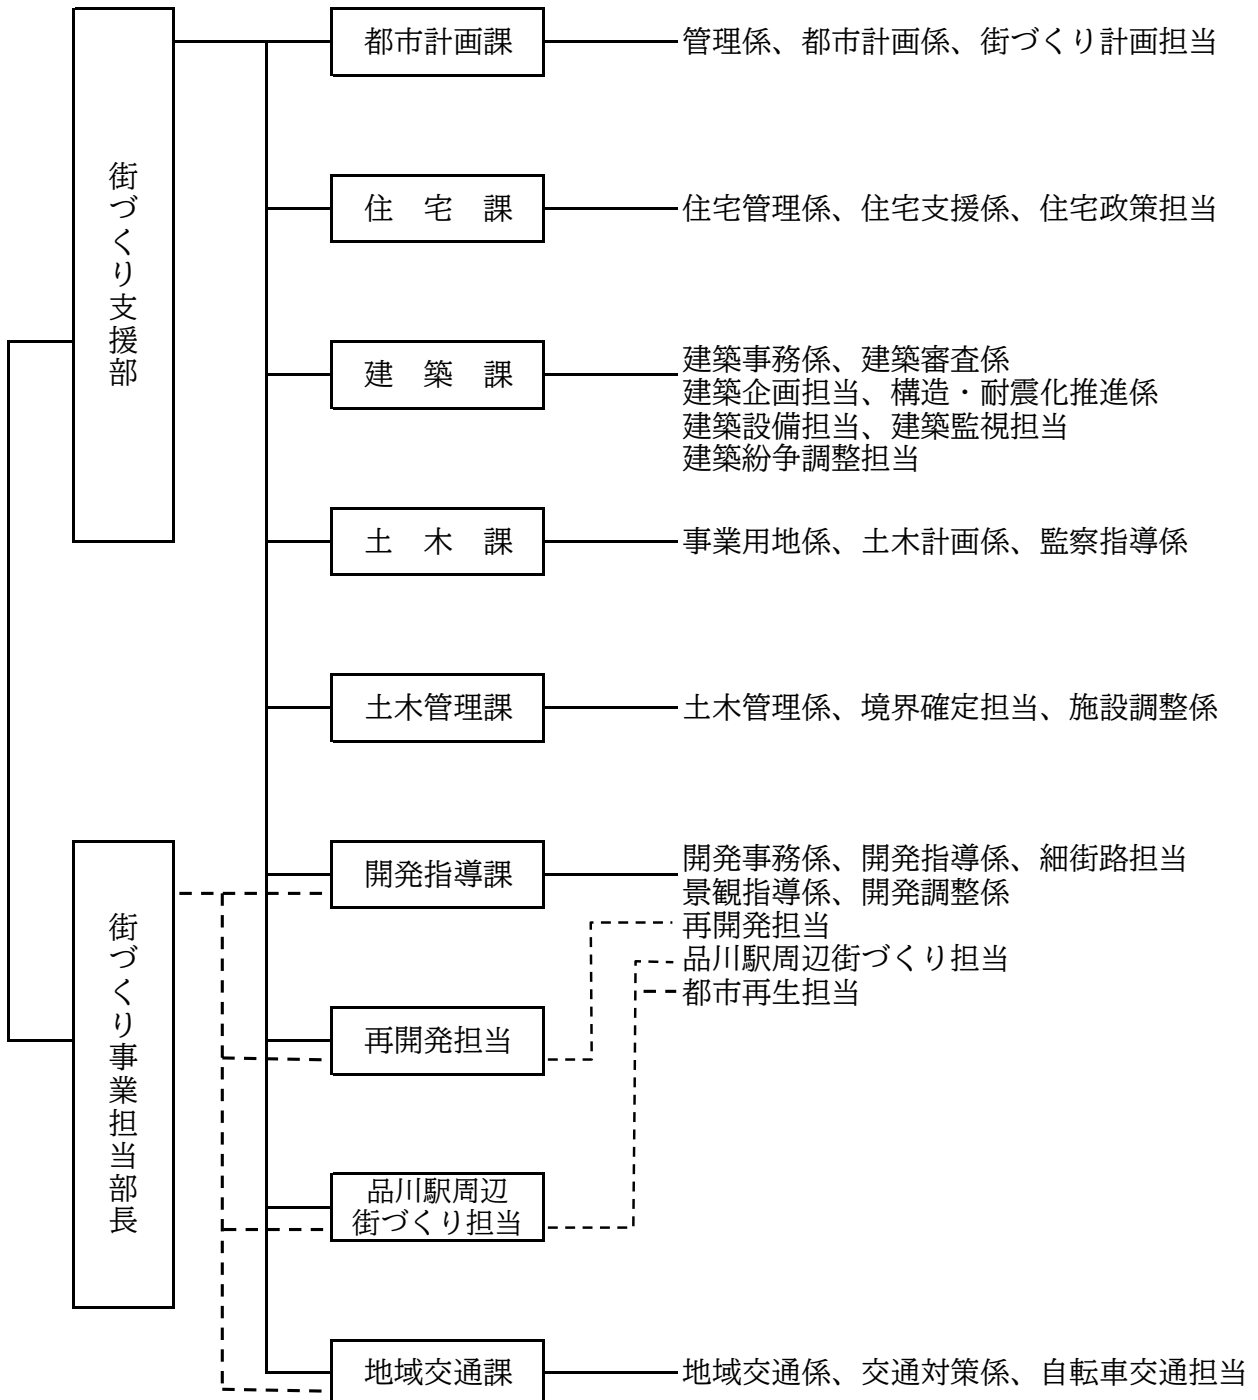 街づくり支援部
都市計画課
管理係、都市計画係、街づくり計画担当
住　宅　課
住宅管理係、住宅支援係、住宅政策担当
建　築　課
建築事務係、建築審査係
建築企画担当、構造・耐震化推進係
建築設備担当、建築監視担当
建築紛争調整担当
土　木　課
事業用地係、土木計画係、監察指導係
土木管理課
土木管理係、境界確定担当、施設調整係
街づくり事業担当部長
開発指導課
開発事務係、開発指導係、細街路担当
景観指導係、開発調整係
再開発担当
品川駅周辺街づくり担当
都市再生担当
再開発担当
品川駅周辺
街づくり担当
地域交通課
地域交通係、交通対策係、自転車交通担当